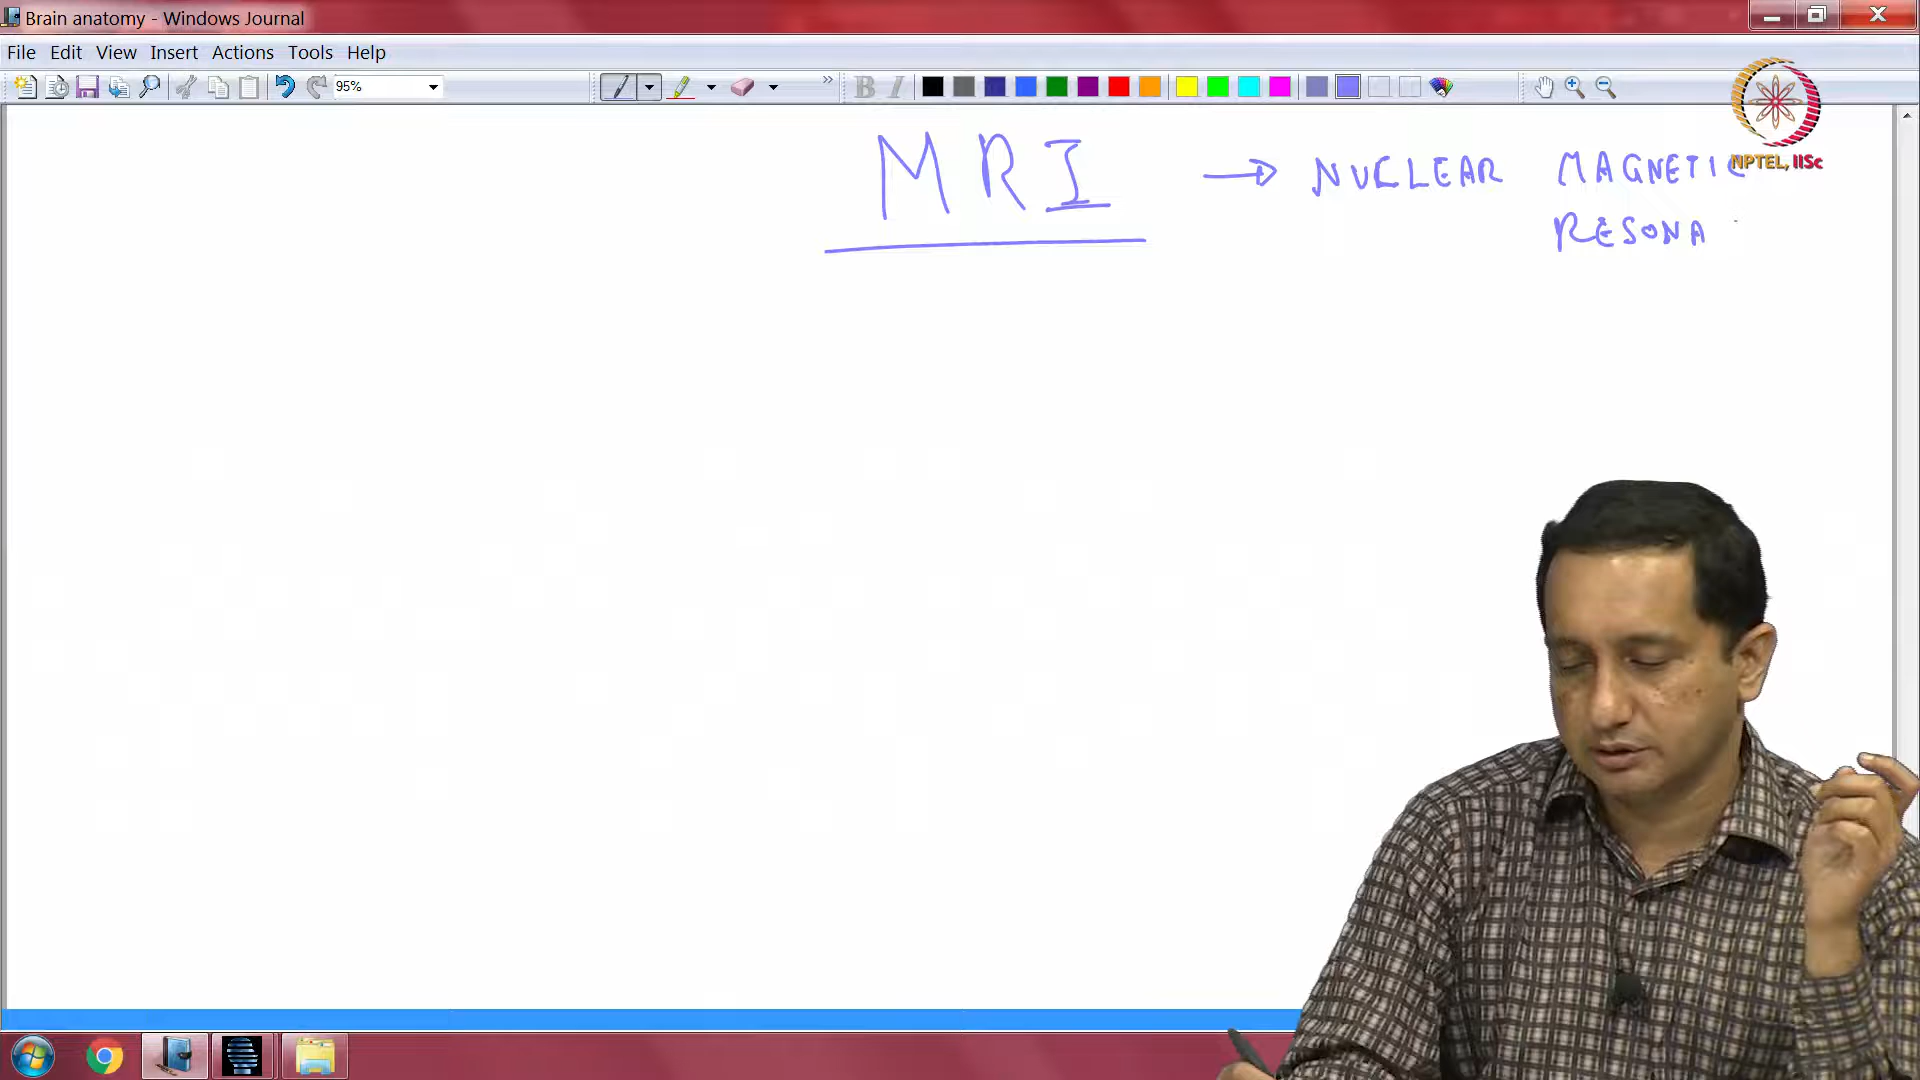 Brain anatomy - Windows Journal
File Edit View Insert Actions Tools Help
95%
B I
MRI → NUCLEAR MAGNETIC
RESONA
NPTEL, IISc